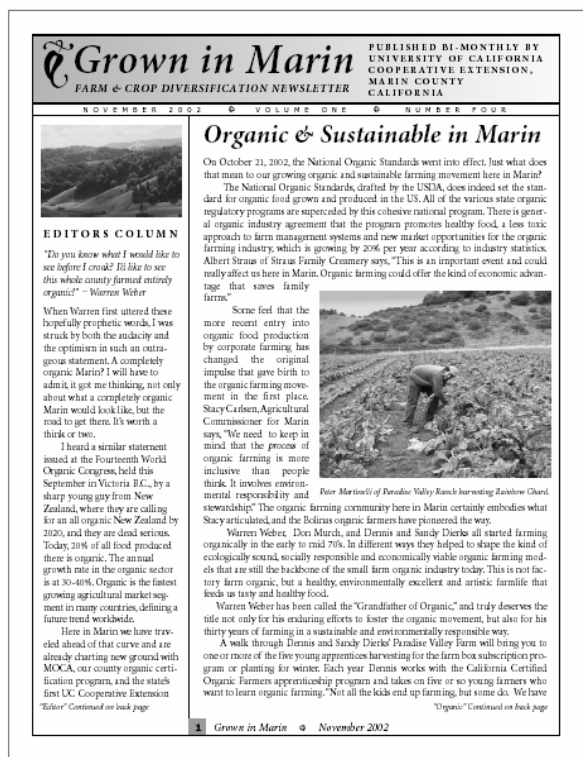 Grown in Marin
FARM & CROP DIVERSIFICATION NEWSLETTER
PUBLISHED BI-MONTHLY BY
UNIVERSITY OF CALIFORNIA
COOPERATIVE EXTENSION,
MARIN COUNTY
CALIFORNIA
NOVEMBER 2002 VOLUME ONE NUMBER FOUR
EDITORS COLUMN
"Do you know what I would like to
see before I croak? I'd like to see
this whole county farmed entirely
organic!" – Warren Weber
When Warren first uttered these
hopefully prophetic words, I was
struck by both the audacity and
the optimism in such an outra-
geous statement. A completely
organic Marin? I will have to
admit, it got me thinking, not only
about what a completely organic
Marin would look like, but the
road to get there. It's worth a
think or two.
I heard a similar statement
issued at the Fourteenth World
Organic Congress, held this
September in Victoria B.C., by a
sharp young guy from New
Zealand, where they are calling
for an all organic New Zealand by
2020, and they are dead serious.
Today, 20% of all food produced
there is organic. The annual
growth rate in the organic sector
is at 30-40%. Organic is the fastest
growing agricultural market seg-
ment in many countries, defining a
future trend worldwide.
Here in Marin we have trav-
eled ahead of that curve and are
already charting new ground with
MOCA, our county organic certi-
fication program, and the state's
first UC Cooperative Extension
"Editor" Continued on back page
Organic & Sustainable in Marin
On October 21, 2002, the National Organic Standards went into effect. Just what does
that mean to our growing organic and sustainable farming movement here in Marin?
The National Organic Standards, drafted by the USDA, does indeed set the stan-
dard for organic food grown and produced in the US. All of the various state organic
regulatory programs are superceded by this cohesive national program. There is gener-
al organic industry agreement that the program promotes healthy food, a less toxic
approach to farm management systems and new market opportunities for the organic
farming industry, which is growing by 20% per year according to industry statistics.
Albert Straus of Straus Family Creamery says, "This is an important event and could
really affect us here in Marin. Organic farming could offer the kind of economic advan-
tage that saves family
farms."
Some feel that the
more recent entry into
organic food production
by corporate farming has
changed the original
impulse that gave birth to
the organic farming move-
ment in the first place.
Stacy Carlsen, Agricultural
Commissioner for Marin
says, "We need to keep in
mind that the process of
organic farming is more
inclusive than people
think. It involves environ-
mental responsibility and
stewardship." The organic farming community here in Marin certainly embodies what
Stacy articulated, and the Bolinas organic farmers have pioneered the way.
Peter Martinelli of Paradise Valley Ranch harvesting Rainbow Chard.
Warren Weber, Don Murch, and Dennis and Sandy Dierks all started farming
organically in the early to mid 70's. In different ways they helped to shape the kind of
ecologically sound, socially responsible and economically viable organic farming mod-
els that are still the backbone of the small farm organic industry today. This is not fac-
tory farm organic, but a healthy, environmentally excellent and artistic farmlife that
feeds us tasty and healthy food.
Warren Weber has been called the "Grandfather of Organic," and truly deserves the
title not only for his enduring efforts to foster the organic movement, but also for his
thirty years of farming in a sustainable and environmentally responsible way.
A walk through Dennis and Sandy Dierks' Paradise Valley Farm will bring you to
one or more of the five young apprentices harvesting for the farm box subscription pro-
gram or planting for winter. Each year Dennis works with the California Certified
Organic Farmers apprenticeship program and takes on five or so young farmers who
want to learn organic farming. "Not all the kids end up farming, but some do. We have
"Organic" Continued on back page
1 Grown in Marin November 2002